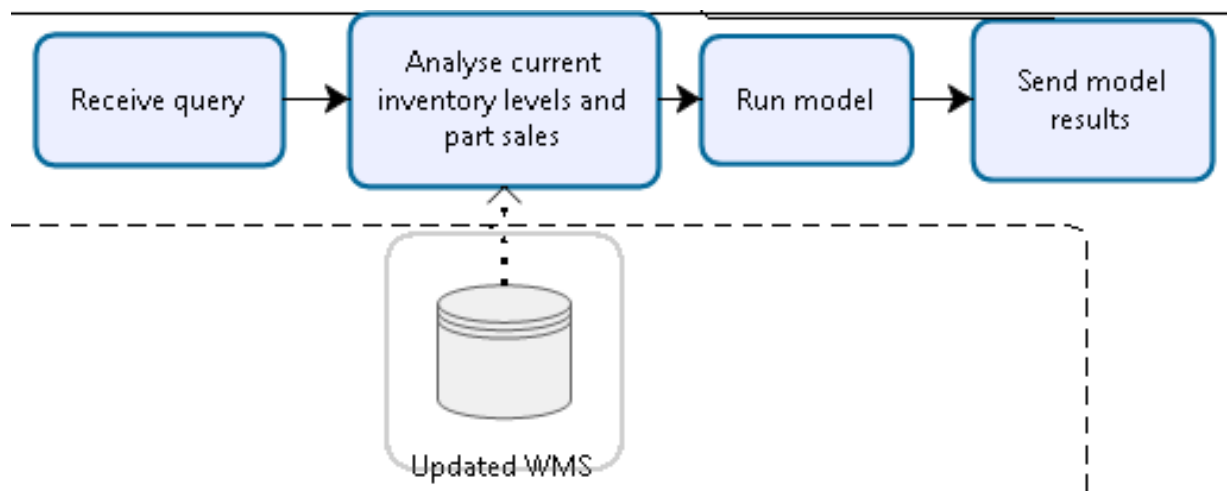 Receive query
Analyse current
inventory levels and
part sales
Run model
Send model
results
Updated WMS